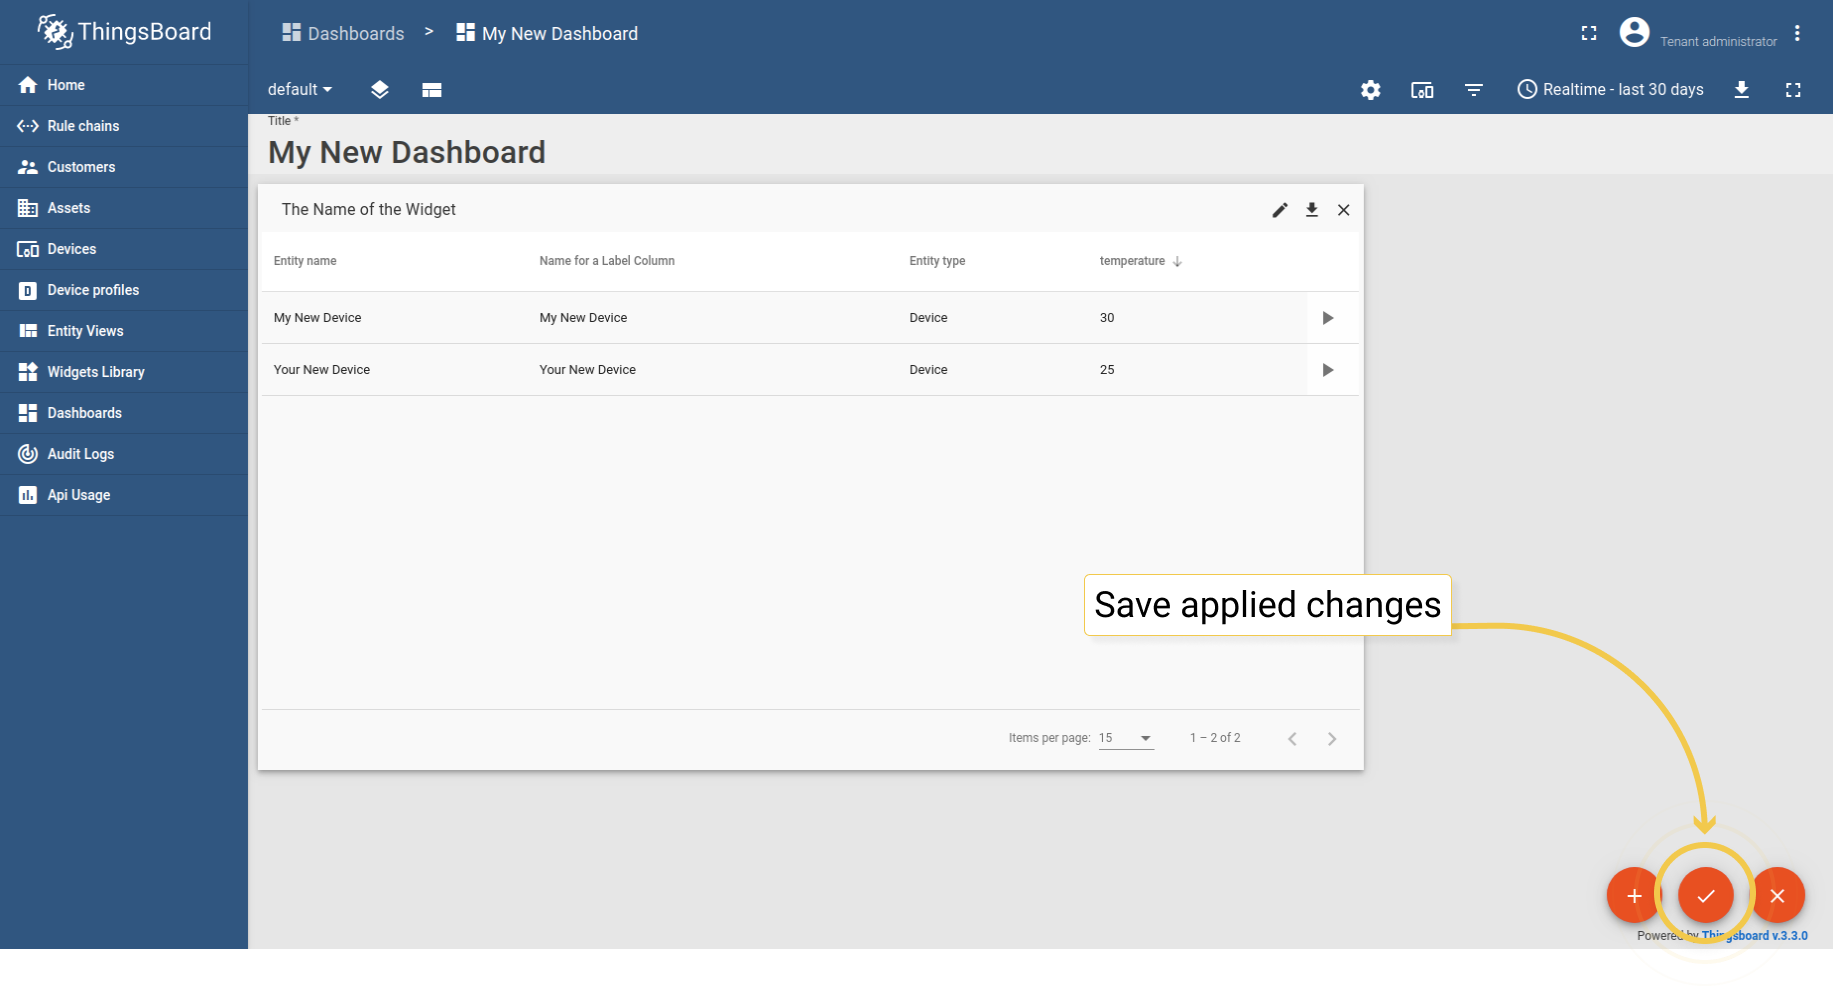 ThingsBoard
Dashboards > My New Dashboard
Tenant administrator
Home
Rule chains
Customers
Assets
Devices
Device profiles
Entity Views
Widgets Library
Dashboards
Audit Logs
Api Usage
default
Realtime - last 30 days
Title *
My New Dashboard
The Name of the Widget
Entity name Name for a Label Column Entity type temperature
My New Device My New Device Device 30
Your New Device Your New Device Device 25
Save applied changes
Items per page: 15 1 – 2 of 2
Powered by Thingsboard v.3.3.0